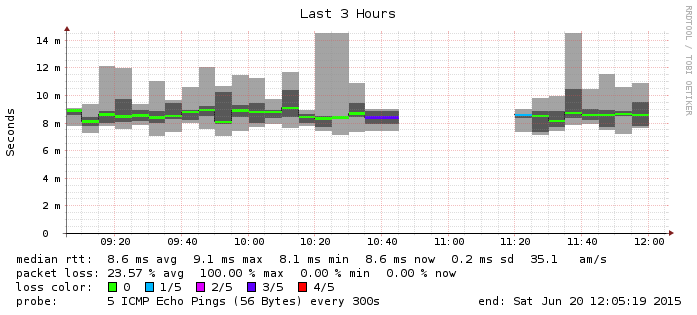 Last 3 Hours
RRDTOOL / TOBI OETIKER
Seconds
14 m
12 m
10 m
8 m
6 m
4 m
2 m
0
09:20 09:40 10:00 10:20 10:40 11:00 11:20 11:40 12:00
median rtt: 8.6 ms avg 9.1 ms max 8.1 ms min 8.6 ms now 0.2 ms sd 35.1 am/s
packet loss: 23.57 % avg 100.00 % max 0.00 % min 0.00 % now
loss color: 0 1/5 2/5 3/5 4/5
probe: 5 ICMP Echo Pings (56 Bytes) every 300s end: Sat Jun 20 12:05:19 2015